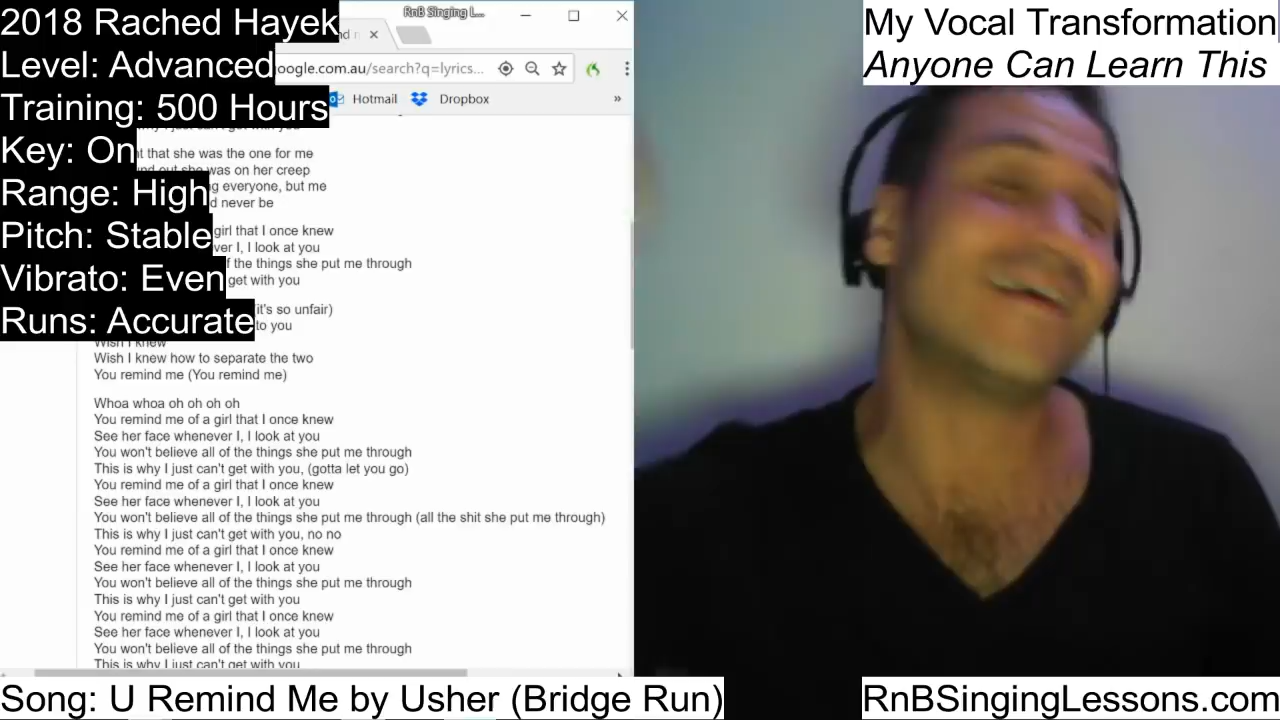 2018 Rached Hayek
Level: Advanced
Training: 500 Hours
Key: On
Range: High
Pitch: Stable
Vibrato: Even
Runs: Accurate
RnB Singing L...
oogle.com.au/search?q=lyrics...
Hotmail Dropbox »
My Vocal Transformation
Anyone Can Learn This
that she was the one for me
out she was on her creep
everyone, but me
never be
girl that I once knew
ver I, I look at you
f the things she put me through
get with you
(it's so unfair)
to you
Wish I knew
Wish I knew how to separate the two
You remind me (You remind me)
Whoa whoa oh oh oh oh
You remind me of a girl that I once knew
See her face whenever I, I look at you
You won't believe all of the things she put me through
This is why I just can't get with you, (gotta let you go)
You remind me of a girl that I once knew
See her face whenever I, I look at you
You won't believe all of the things she put me through (all the shit she put me through)
This is why I just can't get with you, no no
You remind me of a girl that I once knew
See her face whenever I, I look at you
You won't believe all of the things she put me through
This is why I just can't get with you
You remind me of a girl that I once knew
See her face whenever I, I look at you
You won't believe all of the things she put me through
This is why I just can't get with you
Song: U Remind Me by Usher (Bridge Run)
RnBSingingLessons.com